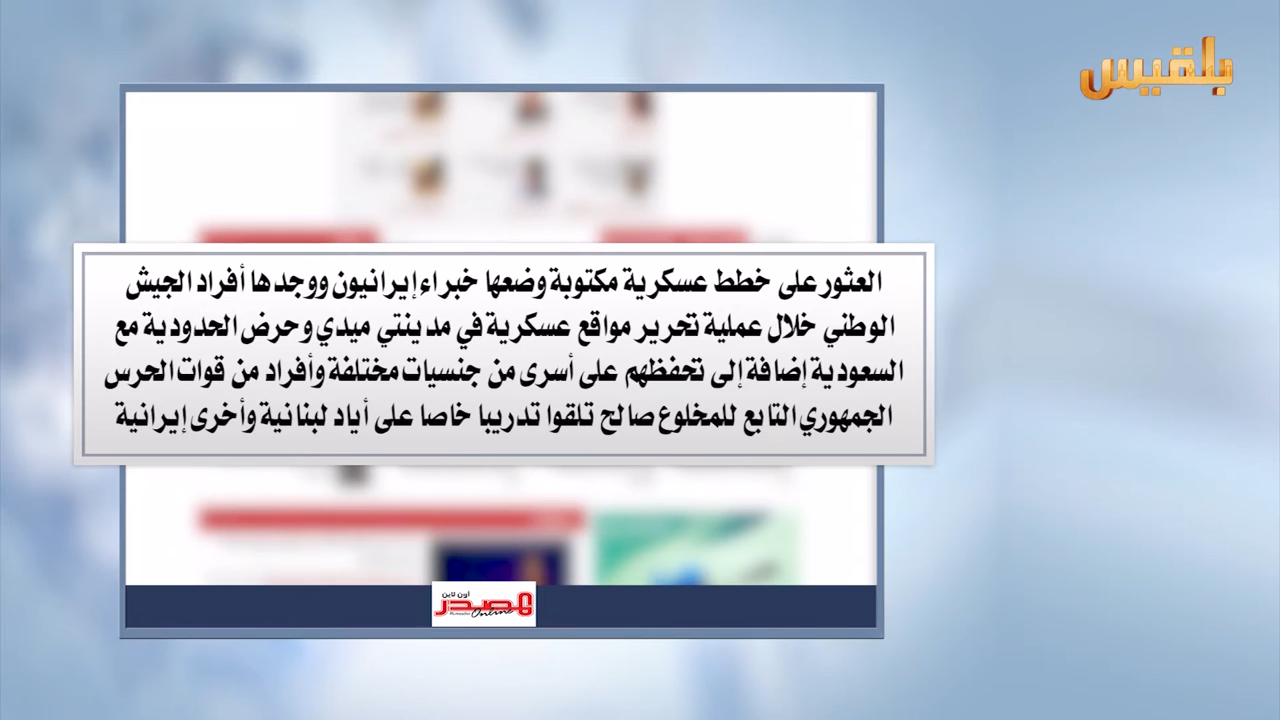 بلقيس
العثور على خطط عسكرية مكتوبة وضعها خبراء إيرانيون ووجدها أفراد الجيش
الوطني خلال عملية تحرير مواقع عسكرية في مدينتي ميدي وحرض الحدودية مع
السعودية إضافة إلى تحفظهم على أسرى من جنسيات مختلفة وأفراد من قوات الحرس
الجمهوري التابع للمخلوع صالح تلقوا تدريبا خاصا على أياد لبنانية وأخرى إيرانية
أون لاين
المصدر
Online